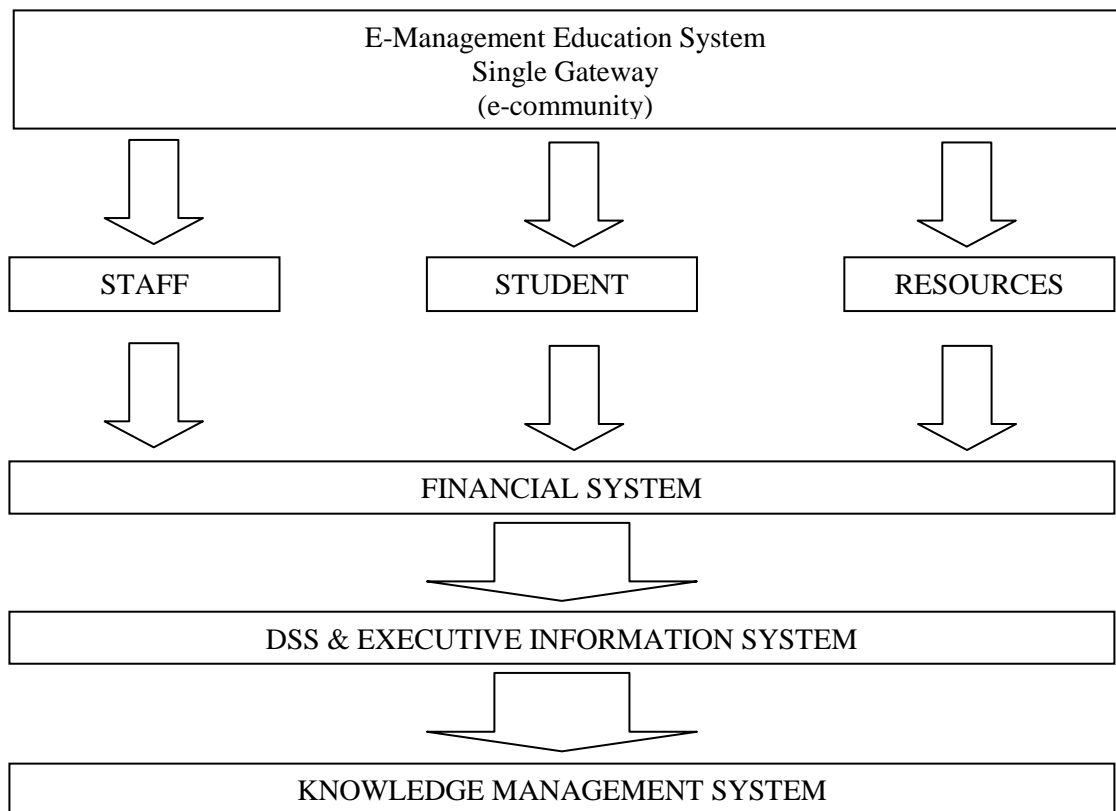 E-Management Education System
Single Gateway
(e-community)
STAFF
STUDENT
RESOURCES
FINANCIAL SYSTEM
DSS & EXECUTIVE INFORMATION SYSTEM
KNOWLEDGE MANAGEMENT SYSTEM